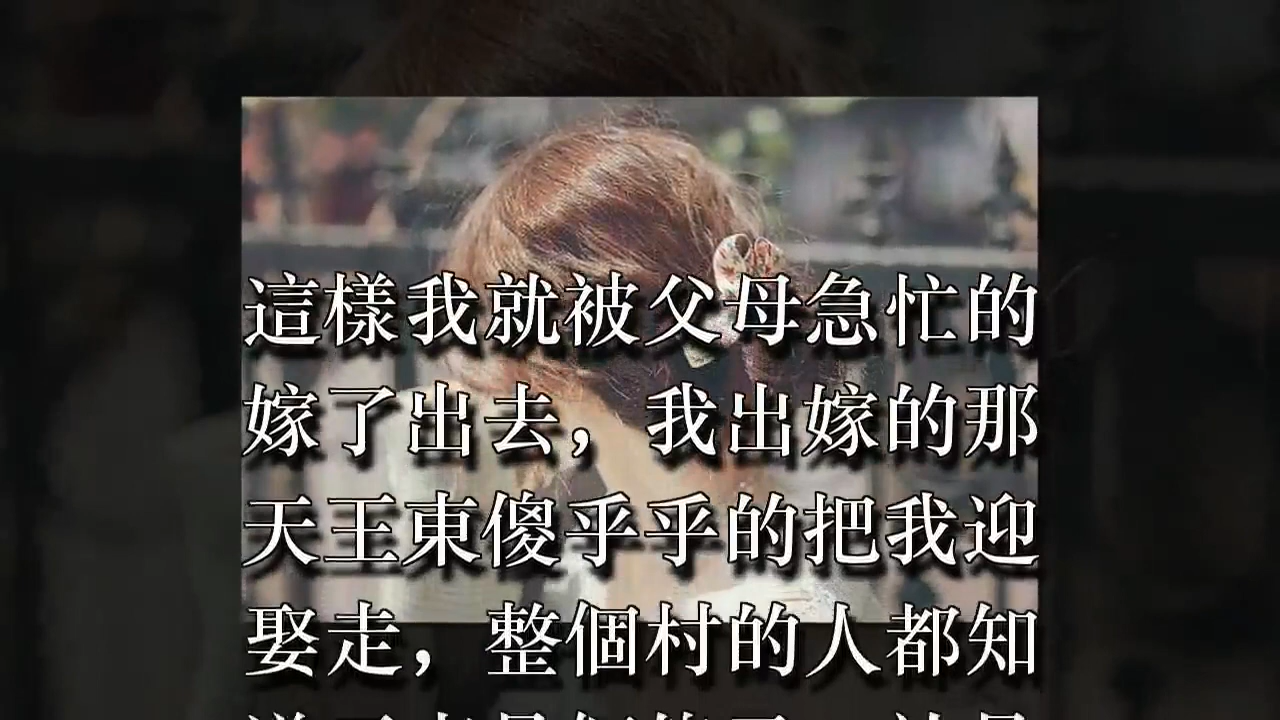 這樣我就被父母急忙的
嫁了出去，我出嫁的那
天王東傻乎乎的把我迎
娶走，整個村的人都知